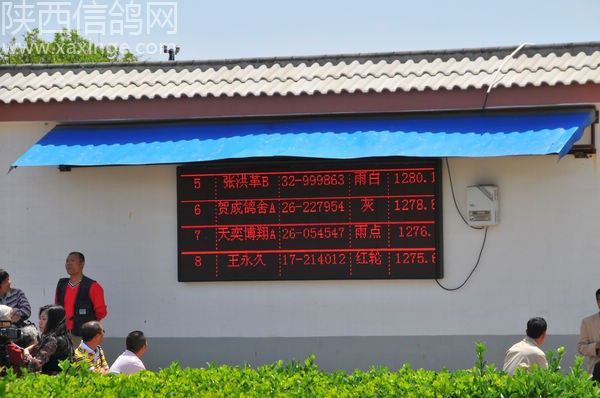 陕西信鸽网
www.xaxinge.com
5 张洪革B 32-999863 雨白 1280.1
6 贺成鸽舍A 26-227954 灰 1278.8
7 天奕博翔A 26-054547 雨点 1276.
8 王永久 17-214012 红轮 1275.6